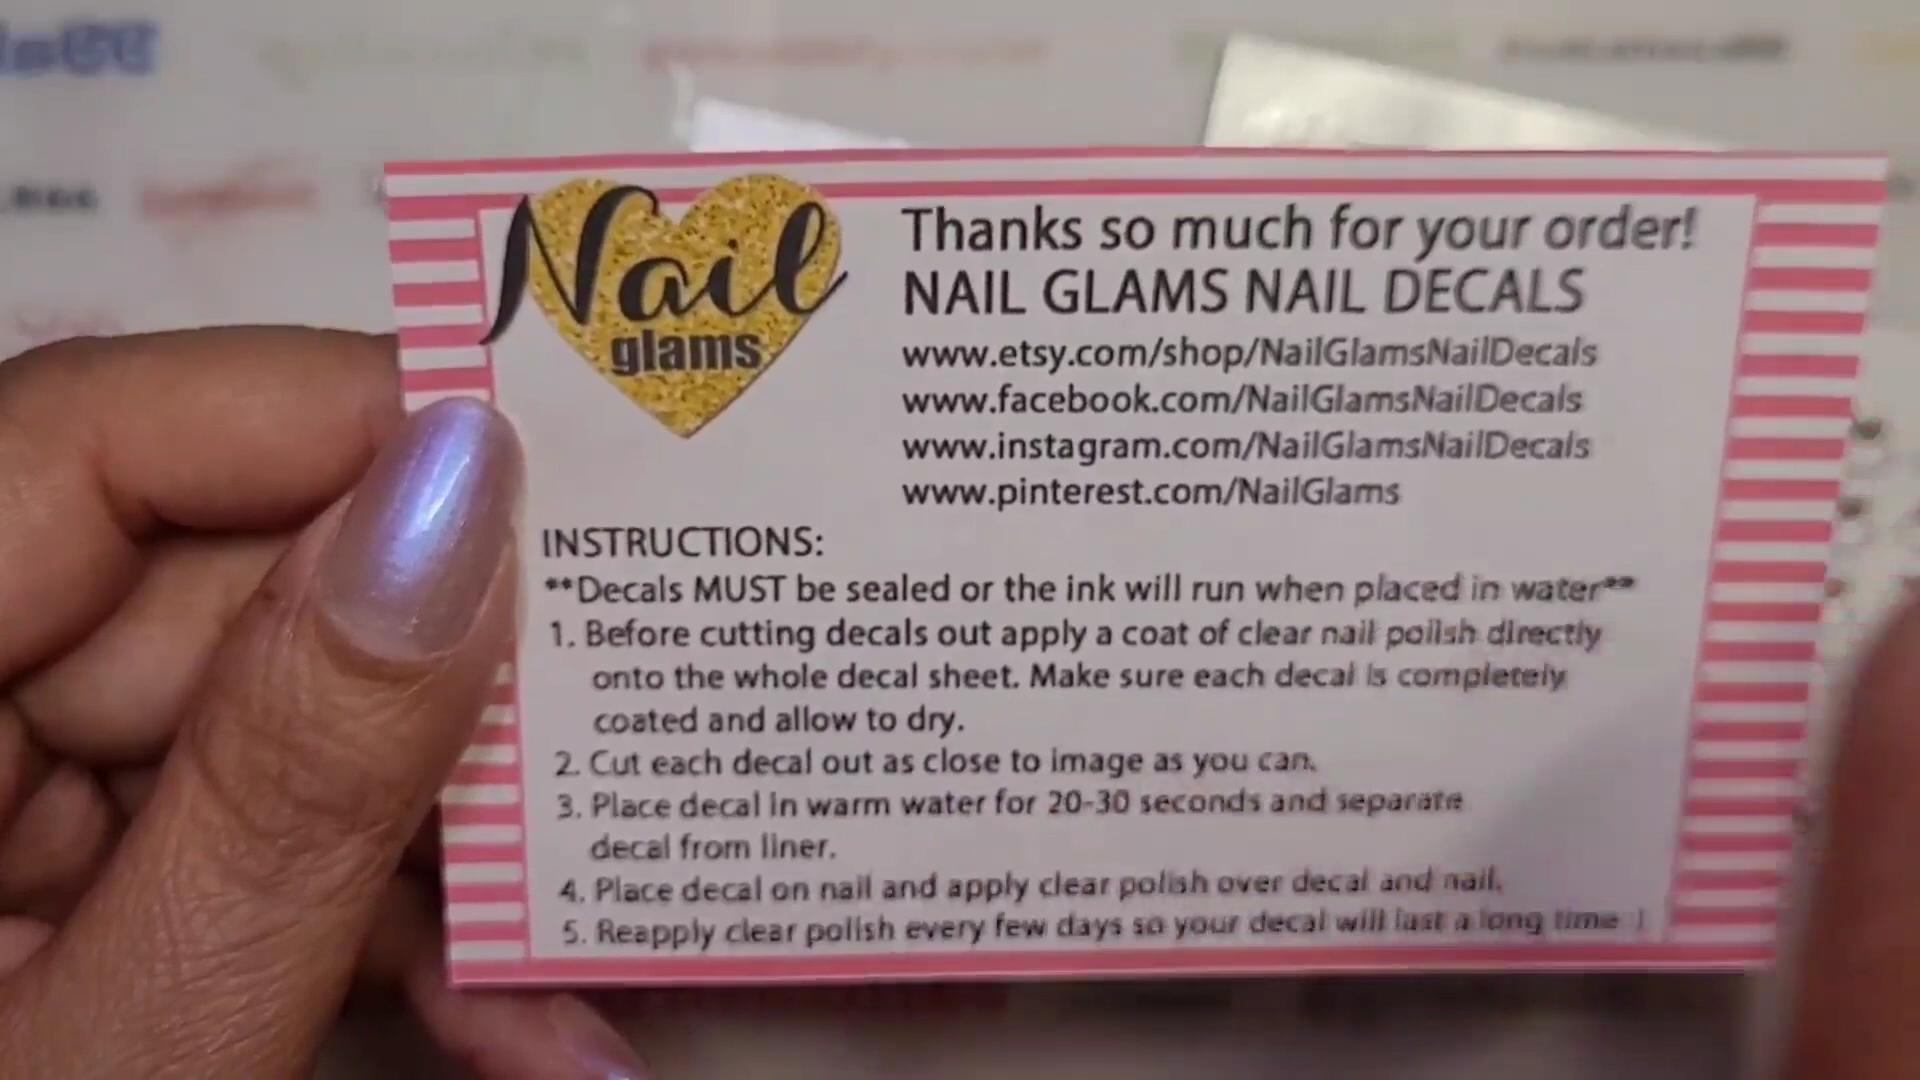 Nail
glams
Thanks so much for your order!
NAIL GLAMS NAIL DECALS
www.etsy.com/shop/NailGlamsNailDecals
www.facebook.com/NailGlamsNailDecals
www.instagram.com/NailGlamsNailDecals
www.pinterest.com/NailGlams
INSTRUCTIONS:
**Decals MUST be sealed or the ink will run when placed in water**
1. Before cutting decals out apply a coat of clear nail polish directly
onto the whole decal sheet. Make sure each decal is completely
coated and allow to dry.
2. Cut each decal out as close to image as you can.
3. Place decal in warm water for 20-30 seconds and separate
decal from liner.
4. Place decal on nail and apply clear polish over decal and nail.
5. Reapply clear polish every few days so your decal will last a long time